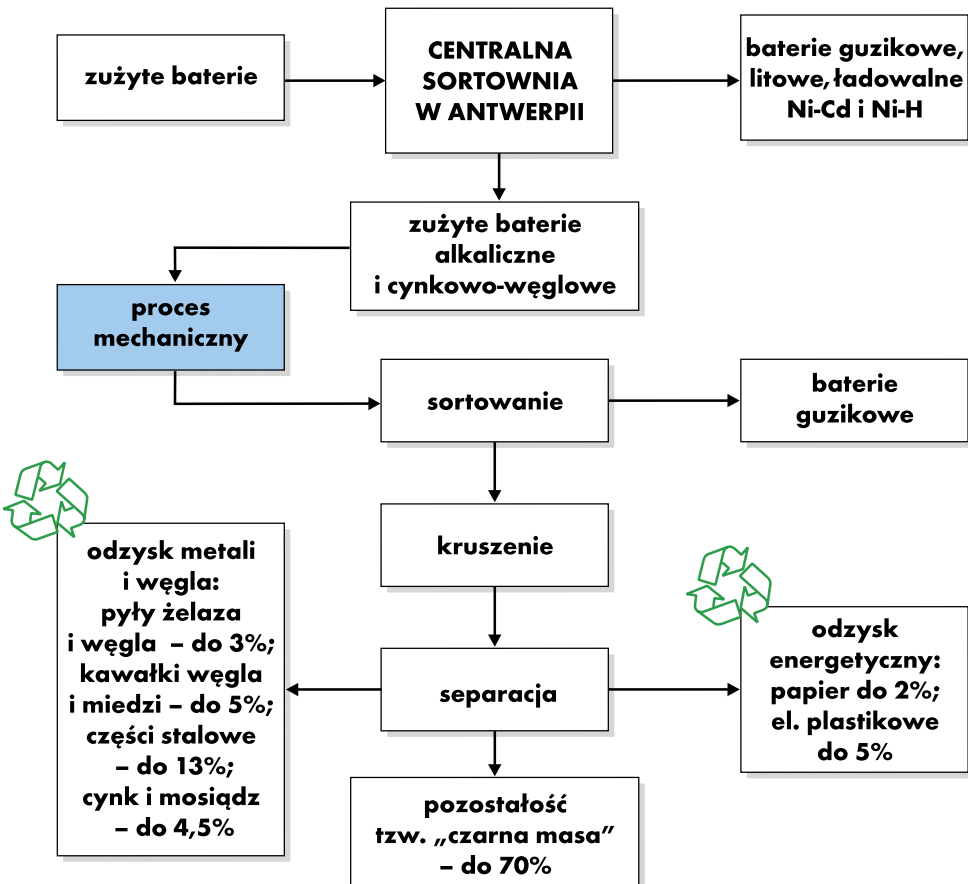 zużyte baterie
CENTRALNA
SORTOWNIA
W ANTWERPII
baterie guzikowe,
litowe, ładowalne
Ni-Cd i Ni-H
zużyte baterie
alkaliczne
i cynkowo-węglowe
proces
mechaniczny
sortowanie
baterie
guzikowe
kruszenie
odzysk metali
i węgla:
pyły żelaza
i węgla – do 3%;
kawałki węgla
i miedzi – do 5%;
części stalowe
– do 13%;
cynk i mosiądz
– do 4,5%
separacja
odzysk
energetyczny:
papier do 2%;
el. plastikowe
do 5%
pozostałość
tzw. „czarna masa”
– do 70%